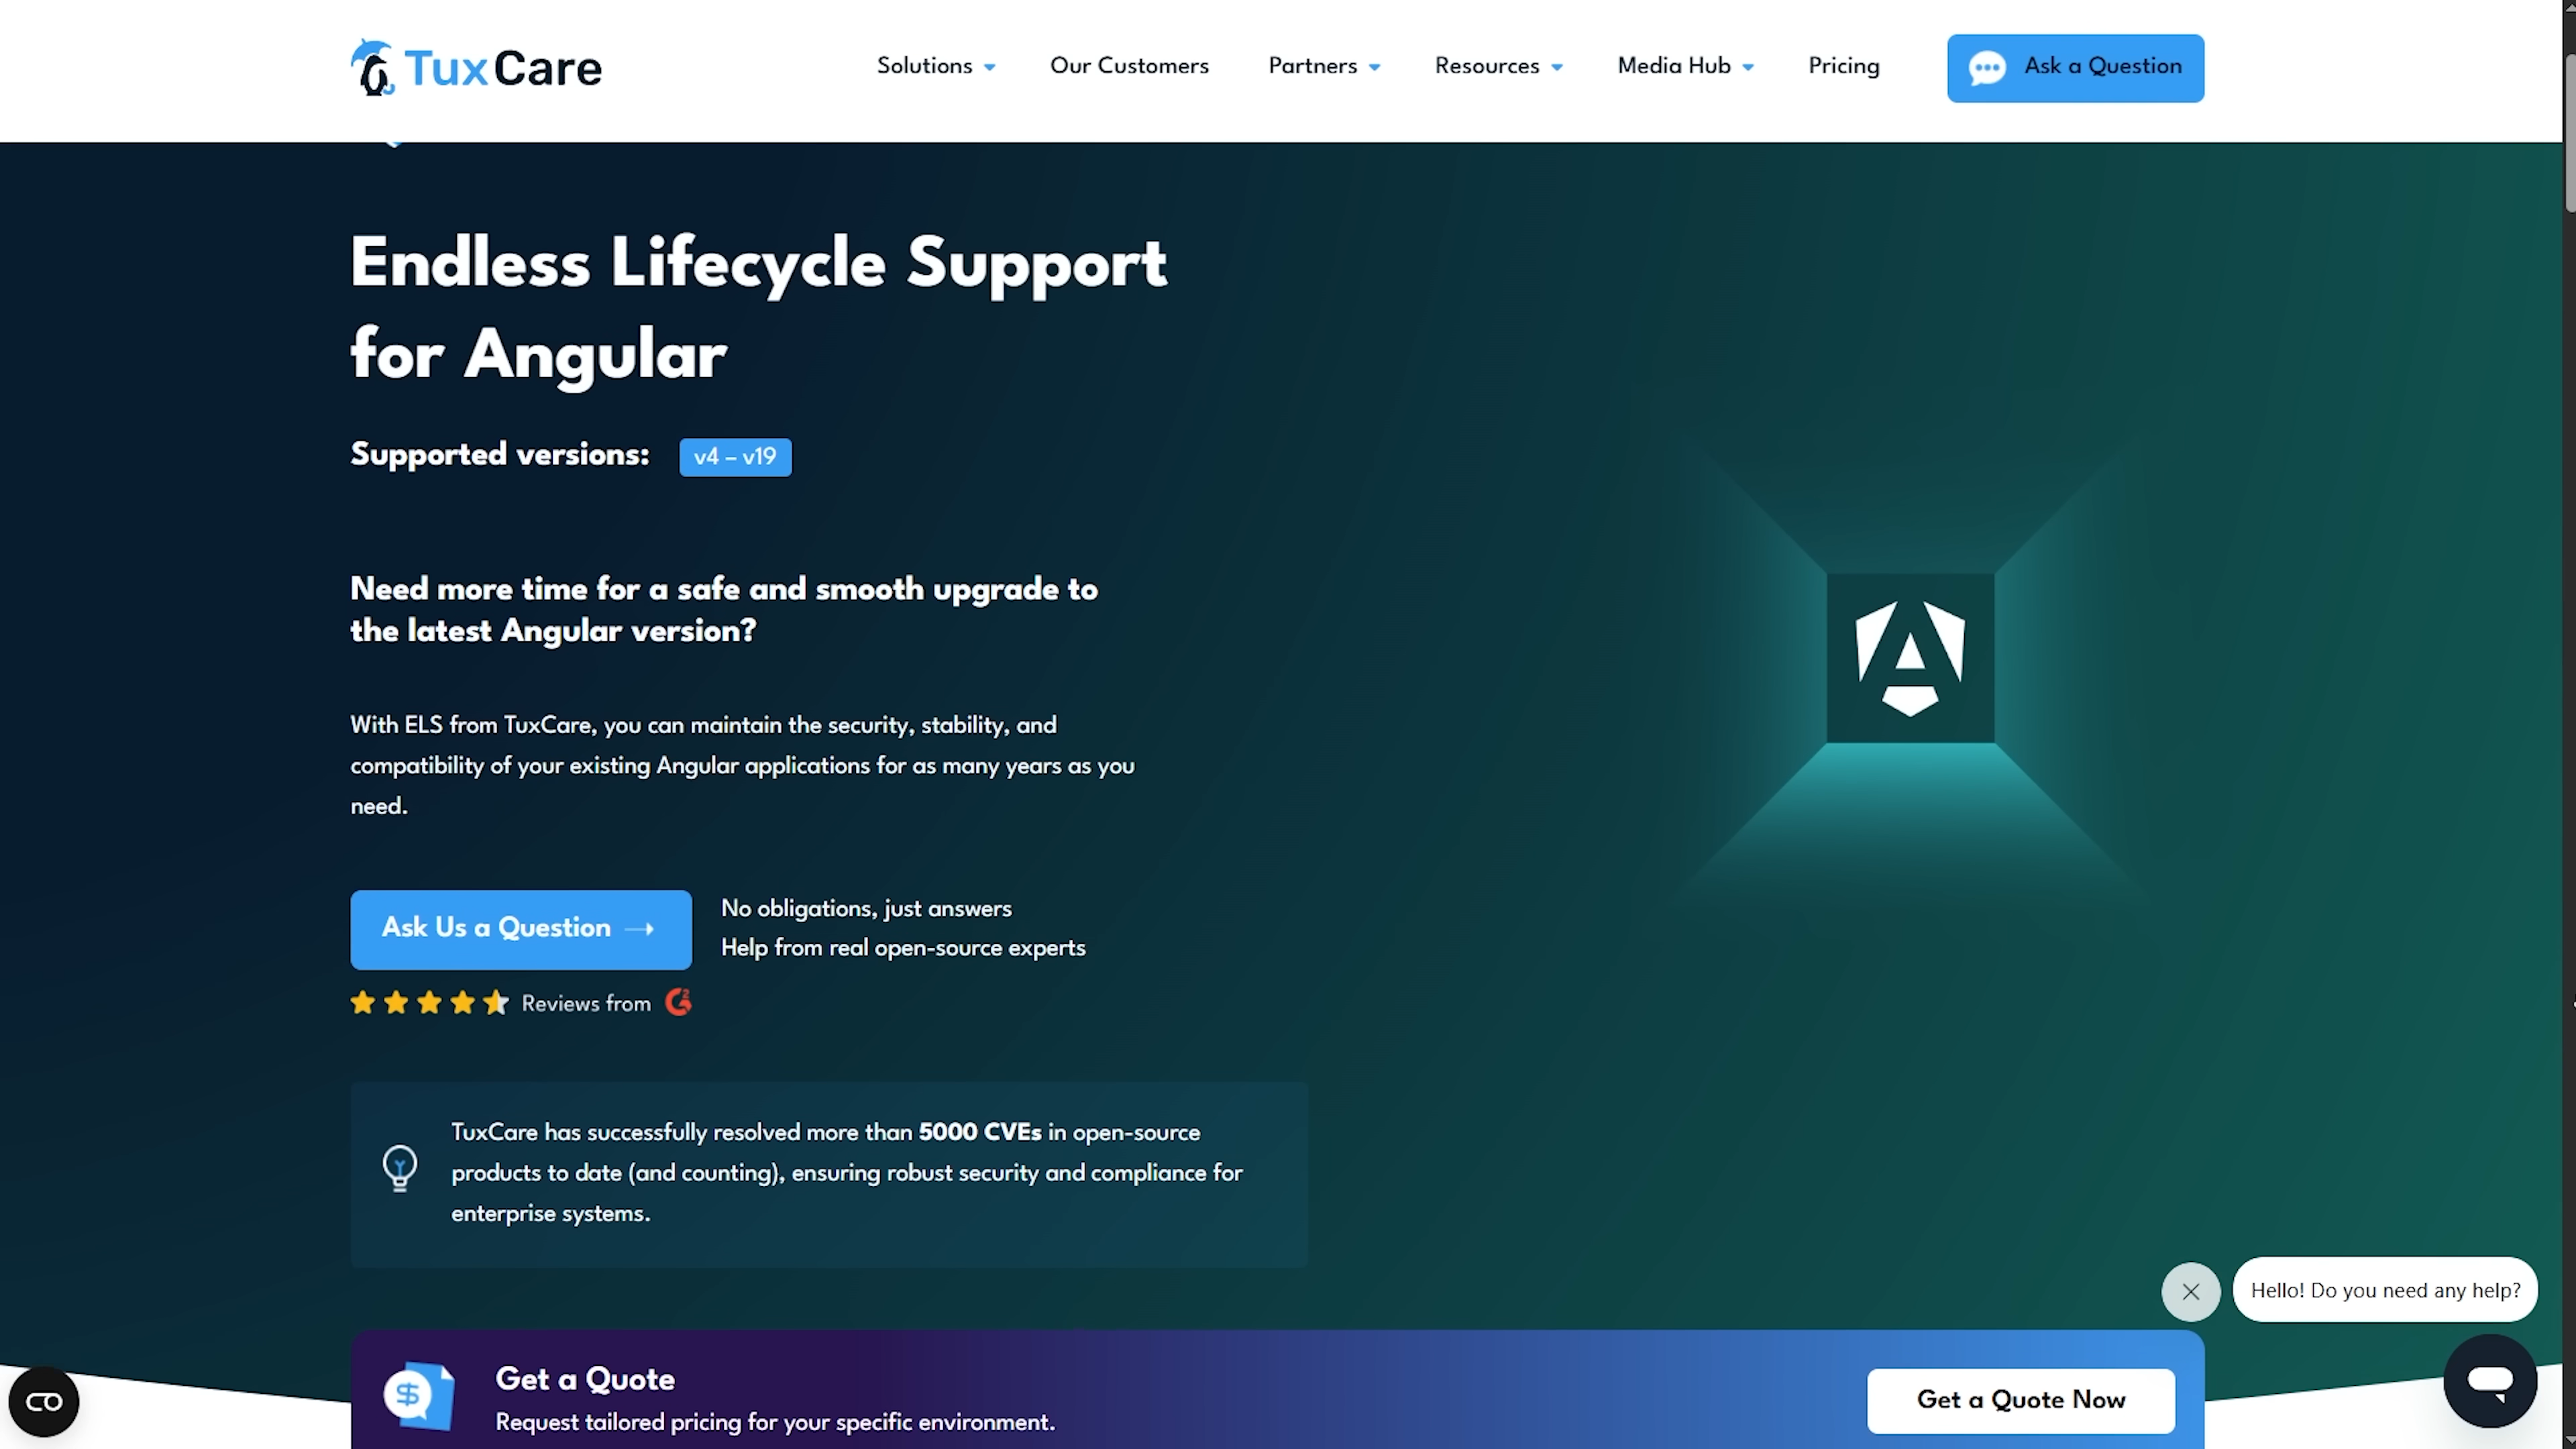 TuxCare
Solutions
Our Customers
Partners
Resources
Media Hub
Pricing
Ask a Question
Endless Lifecycle Support
for Angular
Supported versions:
v4 – v19
Need more time for a safe and smooth upgrade to
the latest Angular version?
With ELS from TuxCare, you can maintain the security, stability, and
compatibility of your existing Angular applications for as many years as you
need.
Ask Us a Question
No obligations, just answers
Help from real open-source experts
Reviews from G2
TuxCare has successfully resolved more than 5000 CVEs in open-source
products to date (and counting), ensuring robust security and compliance for
enterprise systems.
Hello! Do you need any help?
Get a Quote
Request tailored pricing for your specific environment.
Get a Quote Now